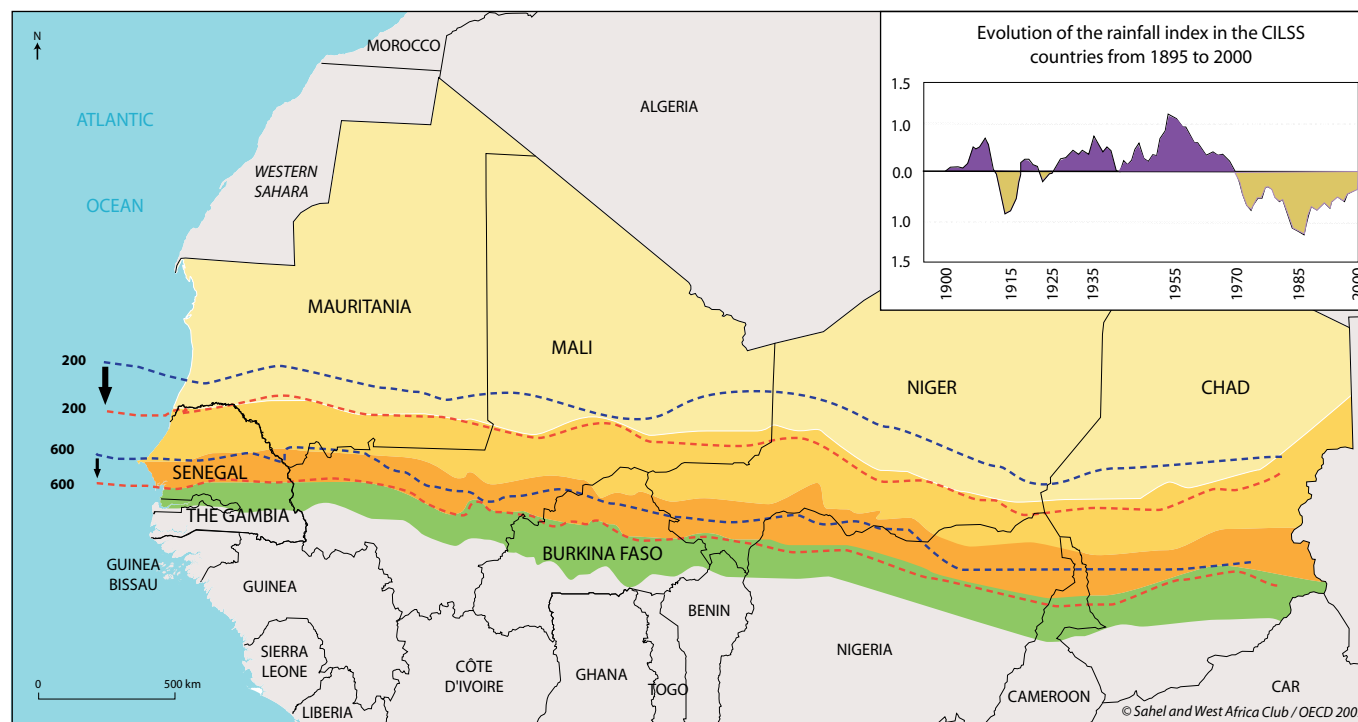 N
MOROCCO
ALGERIA
ATLANTIC
OCEAN
WESTERN
SAHARA
MAURITANIA
MALI
NIGER
CHAD
200
200
600
600
SENEGAL
THE GAMBIA
GUINEA
BISSAU
GUINEA
BURKINA FASO
BENIN
SIERRA
LEONE
LIBERIA
CÔTE
D'IVOIRE
GHANA
TOGO
NIGERIA
CAMEROON
CAR
0
500 km
Evolution of the rainfall index in the CILSS
countries from 1895 to 2000
1.5
1.0
0.0
1.0
1.5
1900
1915
1925
1935
1955
1970
1985
2000
© Sahel and West Africa Club / OECD 200